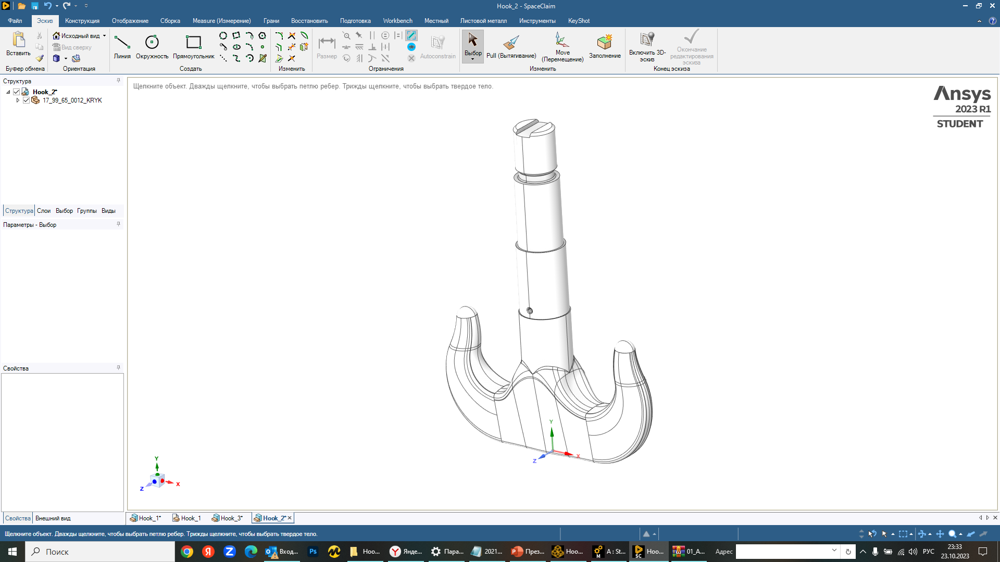 Hook_2 - SpaceClaim
Файл Эскиз Конструкция Отображение Сборка Measure (Измерение) Грани Восстановить Подготовка Workbench Местный Листовой металл Инструменты KeyShot
Вставить
Буфер обмена
Исходный вид
Вид сверху
Ориентация
Линия Окружность Прямоугольник
Создать
Изменить
Размер
Autoconstrain
Ограничения
Выбор
Pull (Вытягивание)
Move (Перемещение)
Заполнение
Изменить
Включить 3D-эскиз
Окончание редактирования эскиза
Конец эскиза
Структура
Hook_2*
17_99_65_0012_KRYK
Структура Слои Выбор Группы Виды
Параметры - Выбор
Свойства
Свойства Внешний вид
Щелкните объект. Дважды щелкните, чтобы выбрать петлю ребер. Трижды щелкните, чтобы выбрать твердое тело.
Ansys
2023 R1
STUDENT
Y
Z
X
Y
Z
X
Hook_1* Hook_1 Hook_3* Hook_2*
Щелкните объект. Дважды щелкните, чтобы выбрать петлю ребер. Трижды щелкните, чтобы выбрать твердое тело.
Поиск
Вход...
Ps
Hoo...
Янде...
Пара...
2021...
През...
Hoo...
A : St...
Hoo...
01_A...
Адрес
РУС
23:33
23.10.2023